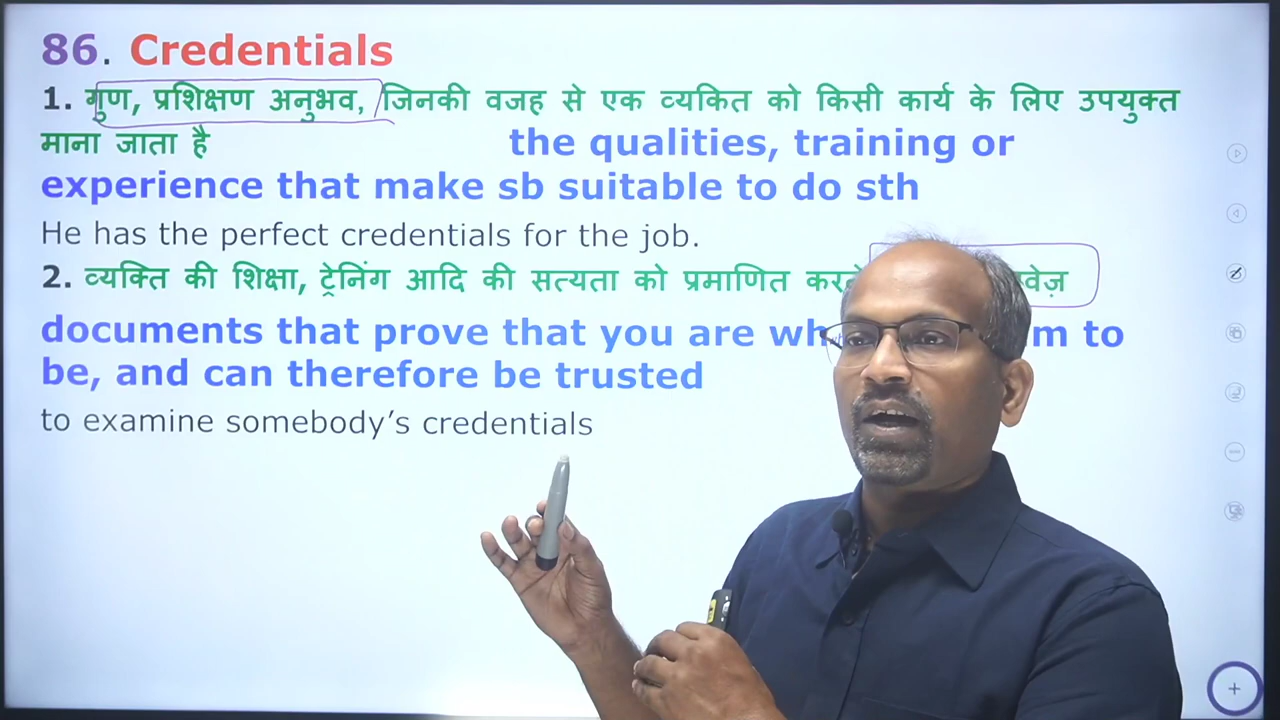 86. Credentials
1. गुण, प्रशिक्षण अनुभव, जिनकी वजह से एक व्यकित को किसी कार्य के लिए उपयुक्त
माना जाता है the qualities, training or
experience that make sb suitable to do sth
He has the perfect credentials for the job.
2. व्यक्ति की शिक्षा, ट्रेनिंग आदि की सत्यता को प्रमाणित
documents that prove that you are to
be, and can therefore be trusted
to examine somebody’s credentials